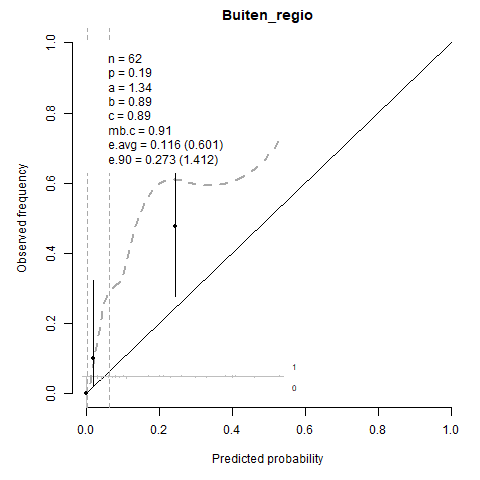 Buiten_regio
n = 62
p = 0.19
a = 1.34
b = 0.89
c = 0.89
mb.c = 0.91
e.avg = 0.116 (0.601)
e.90 = 0.273 (1.412)
Observed frequency
1.0
0.8
0.6
0.4
0.2
0.0
1
0
0.0 0.2 0.4 0.6 0.8 1.0
Predicted probability